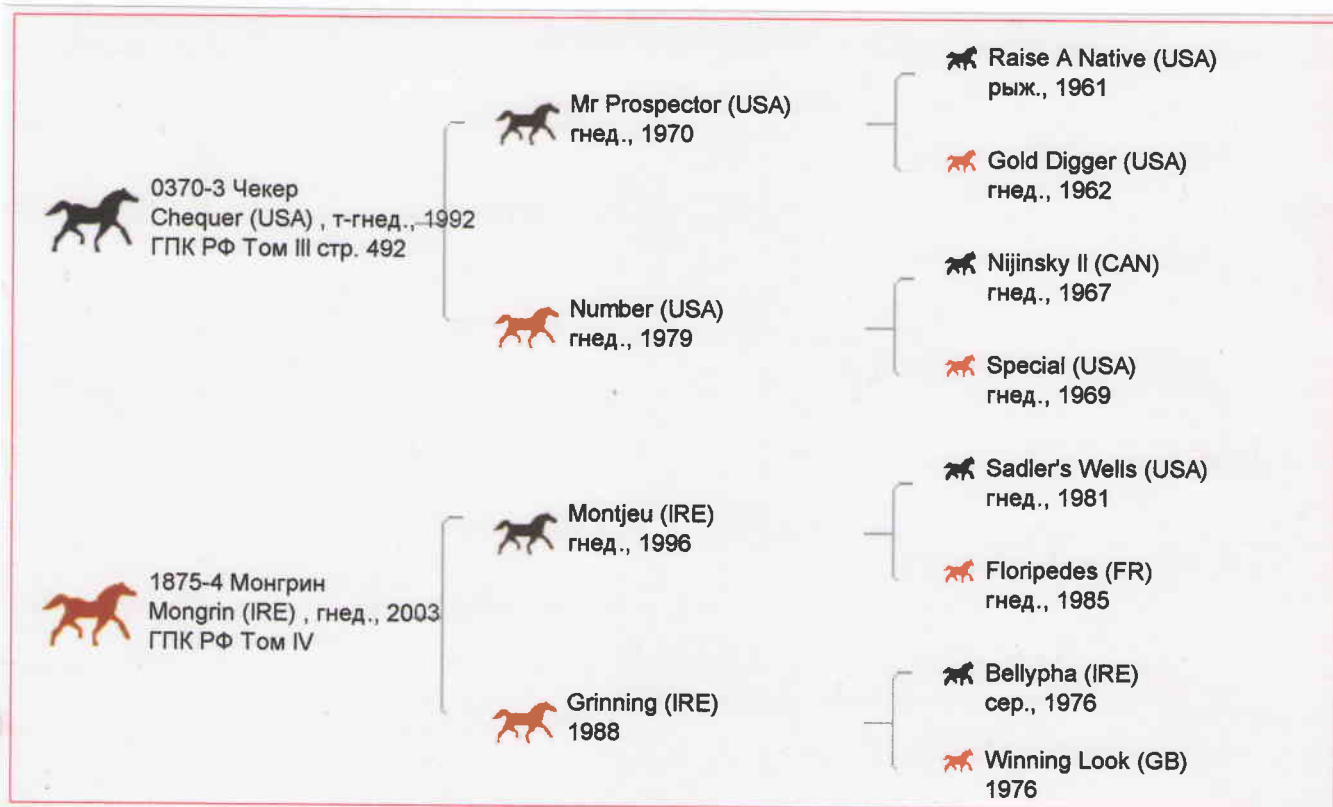 0370-3 Чекер
Chequer (USA) , т-гнед., 1992
ГПК РФ Том III стр. 492
Mr Prospector (USA)
гнед., 1970
Raise A Native (USA)
рыж., 1961
Gold Digger (USA)
гнед., 1962
Number (USA)
гнед., 1979
Nijinsky II (CAN)
гнед., 1967
Special (USA)
гнед., 1969
1875-4 Монгрин
Mongrin (IRE) , гнед., 2003
ГПК РФ Том IV
Montjeu (IRE)
гнед., 1996
Sadler's Wells (USA)
гнед., 1981
Floripedes (FR)
гнед., 1985
Grinning (IRE)
1988
Bellypha (IRE)
сер., 1976
Winning Look (GB)
1976